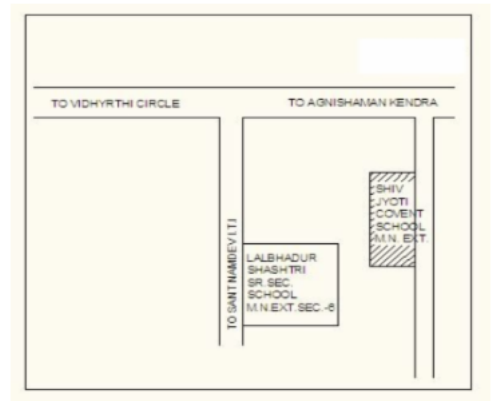 TO VIDHYRTHI CIRCLE
TO AGNISHAMAN KENDRA
SHIV
JYOTI
COVENT
SCHOOL
M.N. EXT.
TO SANT NAMDEV I.T.I
LALBHADUR
SHASHTRI
SR.SEC.
SCHOOL
M.N.EXT.SEC.-6